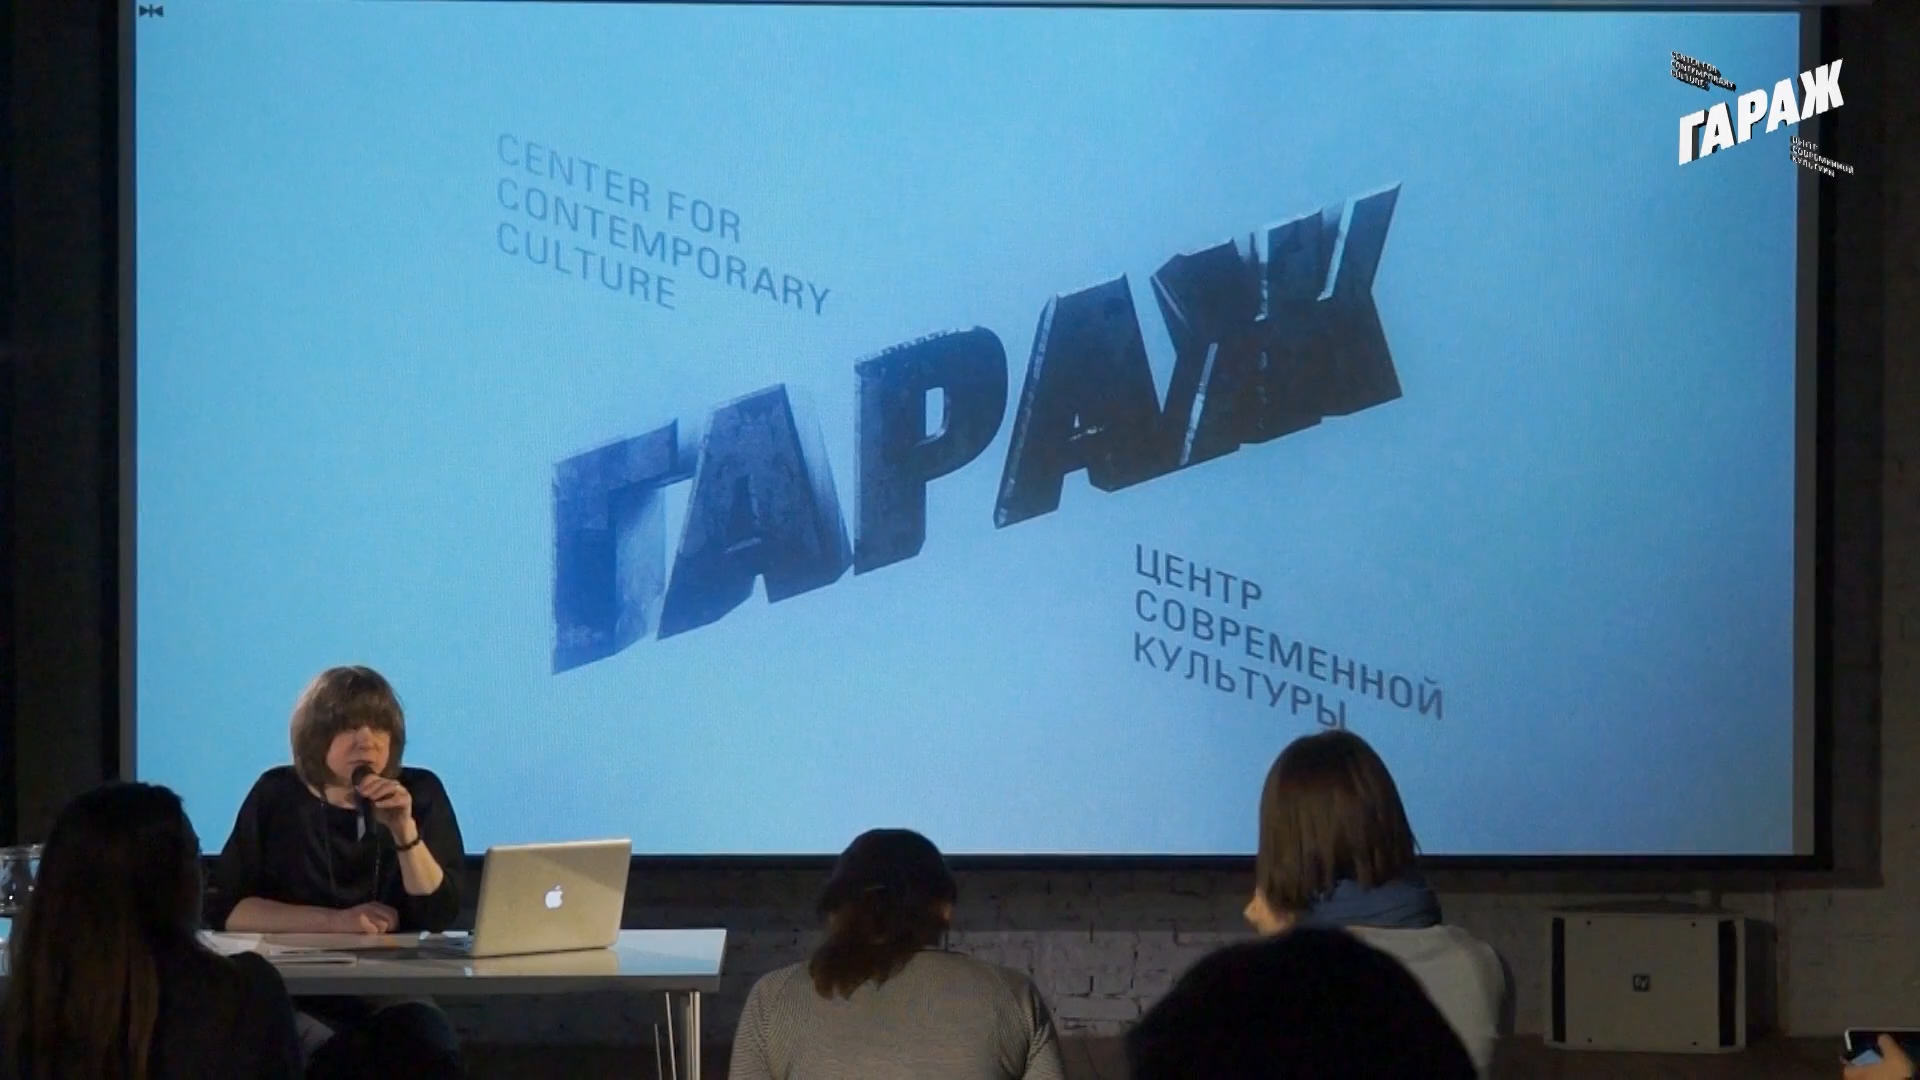 CENTER FOR
CONTEMPORARY
CULTURE
ГАРАЖ
ЦЕНТР
СОВРЕМЕННОЙ
КУЛЬТУРЫ
CENTER FOR
CONTEMPORARY
CULTURE
ГАРАЖ
ЦЕНТР
СОВРЕМЕННОЙ
КУЛЬТУРЫ